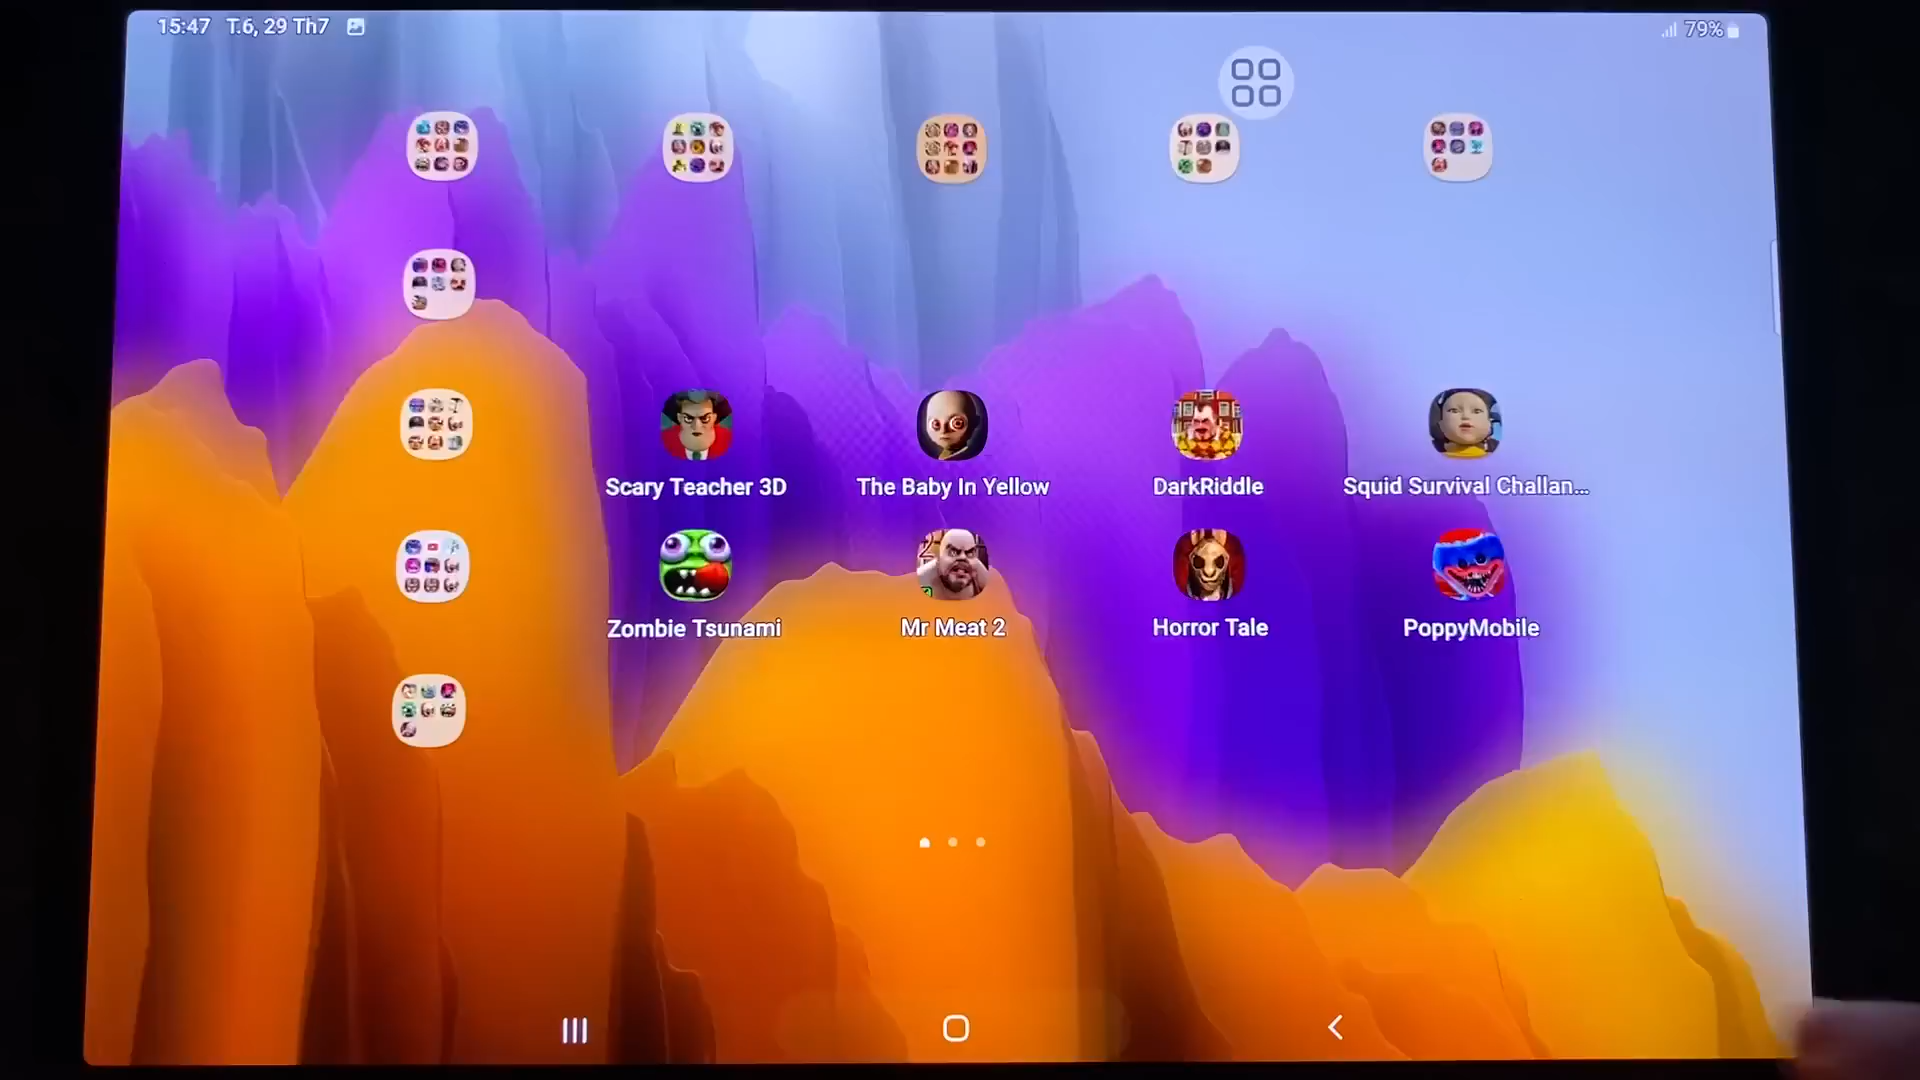 15:47 T.6, 29 Th7
79%
Scary Teacher 3D
The Baby In Yellow
DarkRiddle
Squid Survival Challan...
Zombie Tsunami
Mr Meat 2
Horror Tale
PoppyMobile